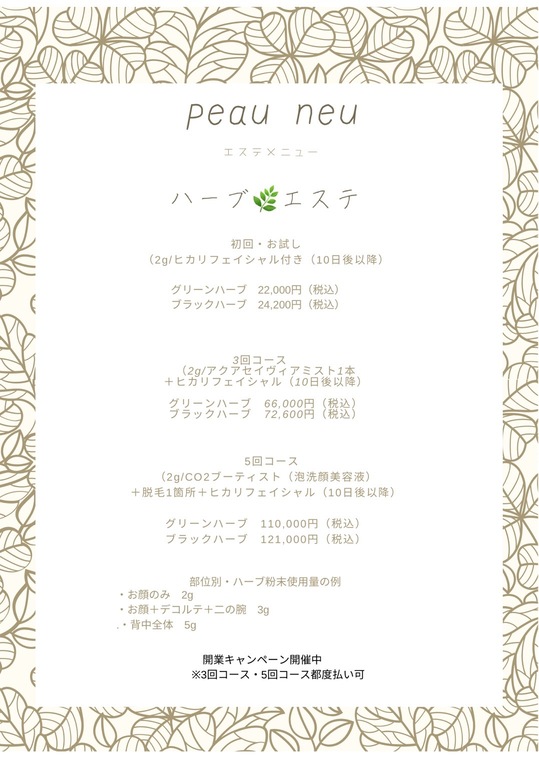 peau neu
エステメニュー
ハーブ🌿エステ
初回・お試し
（2g/ヒカリフェイシャル付き（10日後以降）
グリーンハーブ　22,000円（税込）
ブラックハーブ　24,200円（税込）
3回コース
（2g/アクアセイヴィアミスト1本
＋ヒカリフェイシャル（10日後以降）
グリーンハーブ　66,000円（税込）
ブラックハーブ　72,600円（税込）
5回コース
（2g/CO2ブーティスト（泡洗顔美容液）
＋脱毛1箇所＋ヒカリフェイシャル（10日後以降）
グリーンハーブ　110,000円（税込）
ブラックハーブ　121,000円（税込）
部位別・ハーブ粉末使用量の例
・お顔のみ　2g
・お顔＋デコルテ＋二の腕　3g
.・背中全体　5g
開業キャンペーン開催中
※3回コース・5回コース都度払い可